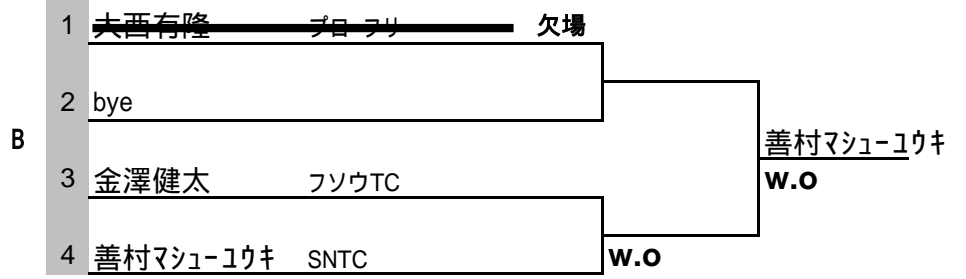 1 大西有隆 プロ-フリ 欠場
2 bye
B
善村マシューユウキ
3 金澤健太 フソウTC
W.O
4 善村マシューユウキ SNTC W.O